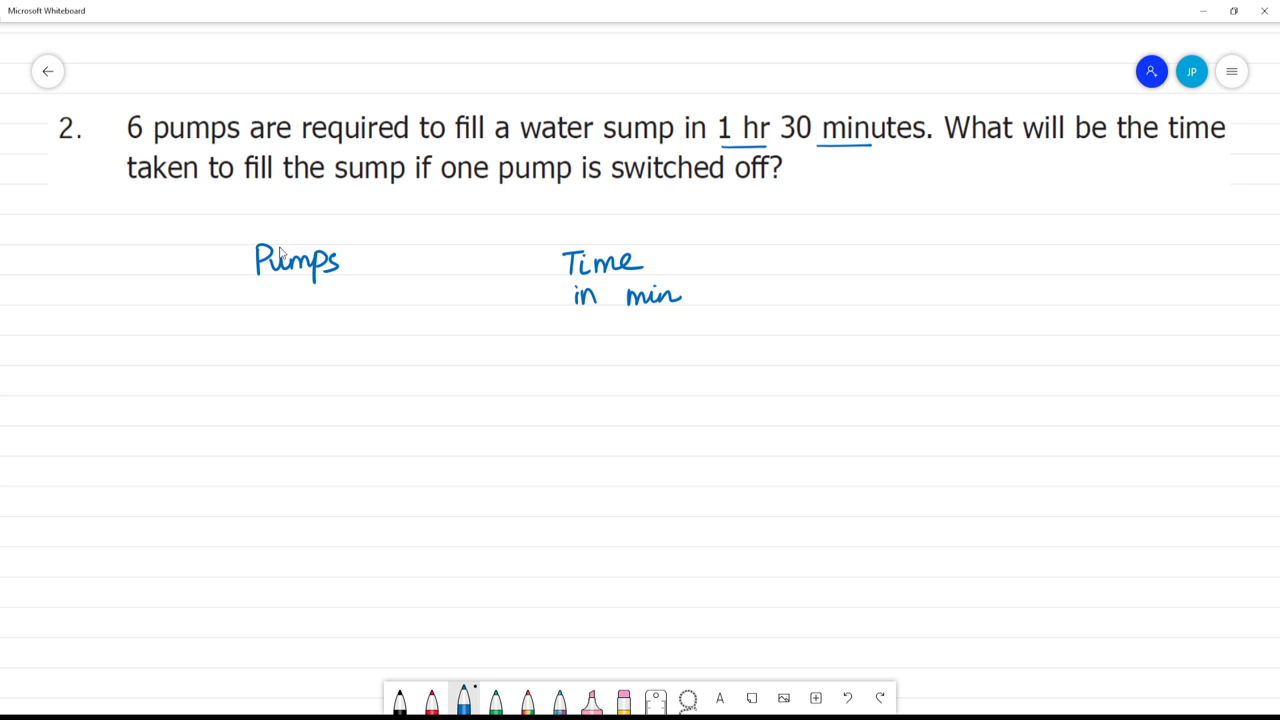 Microsoft Whiteboard
JP
2. 6 pumps are required to fill a water sump in 1 hr 30 minutes. What will be the time
taken to fill the sump if one pump is switched off?
Pumps Time
in min
A